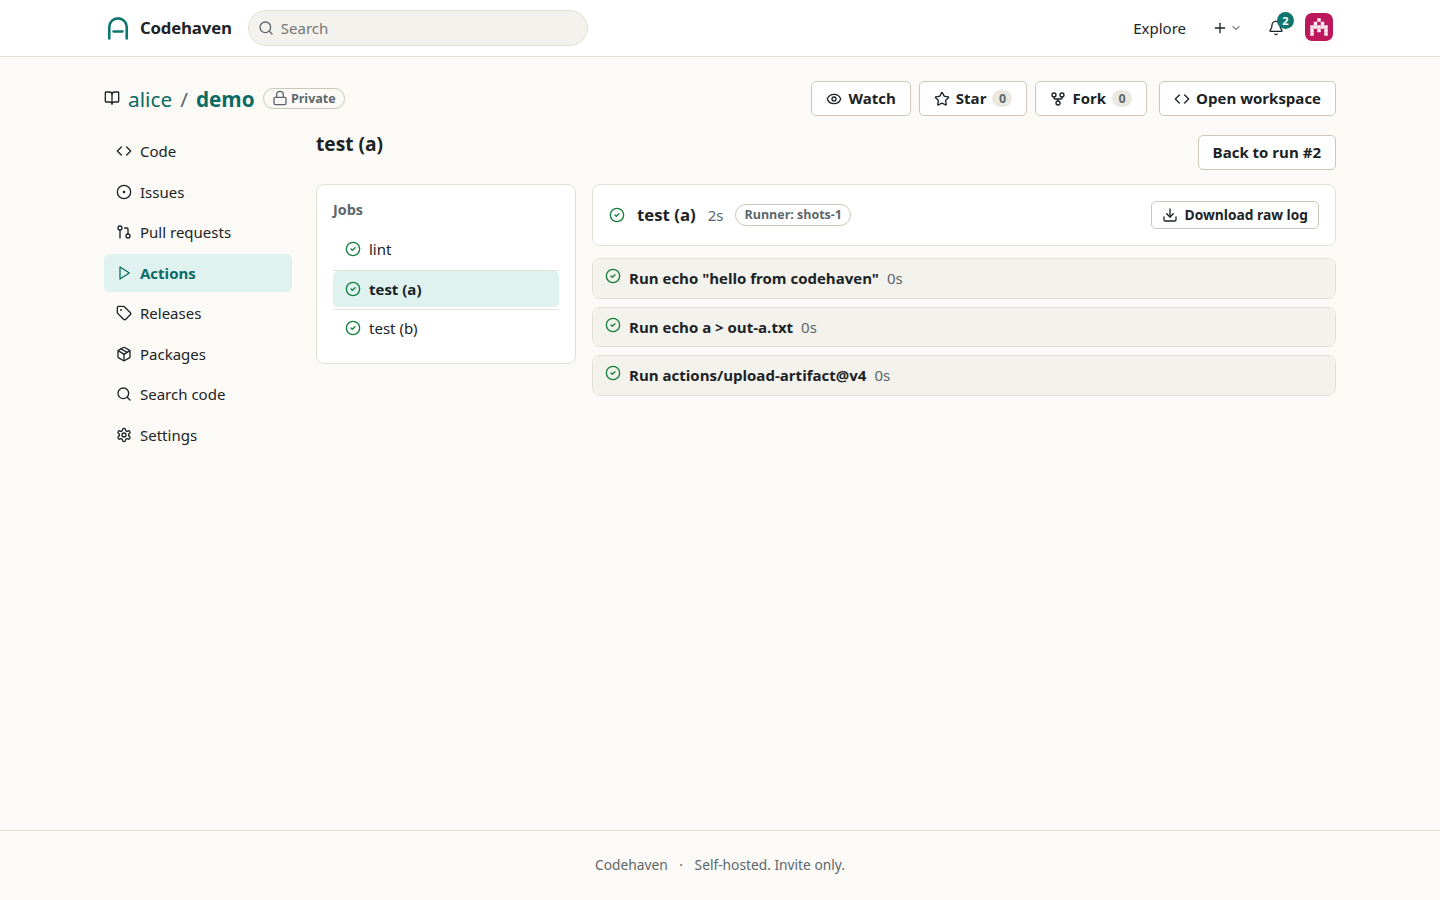 Codehaven
Search
Explore
2
alice / demo
Private
Watch
Star 0
Fork 0
Open workspace
Code
Issues
Pull requests
Actions
Releases
Packages
Search code
Settings
test (a)
Back to run #2
Jobs
lint
test (a)
test (b)
test (a) 2s Runner: shots-1
Download raw log
Run echo "hello from codehaven" 0s
Run echo a > out-a.txt 0s
Run actions/upload-artifact@v4 0s
Codehaven · Self-hosted. Invite only.